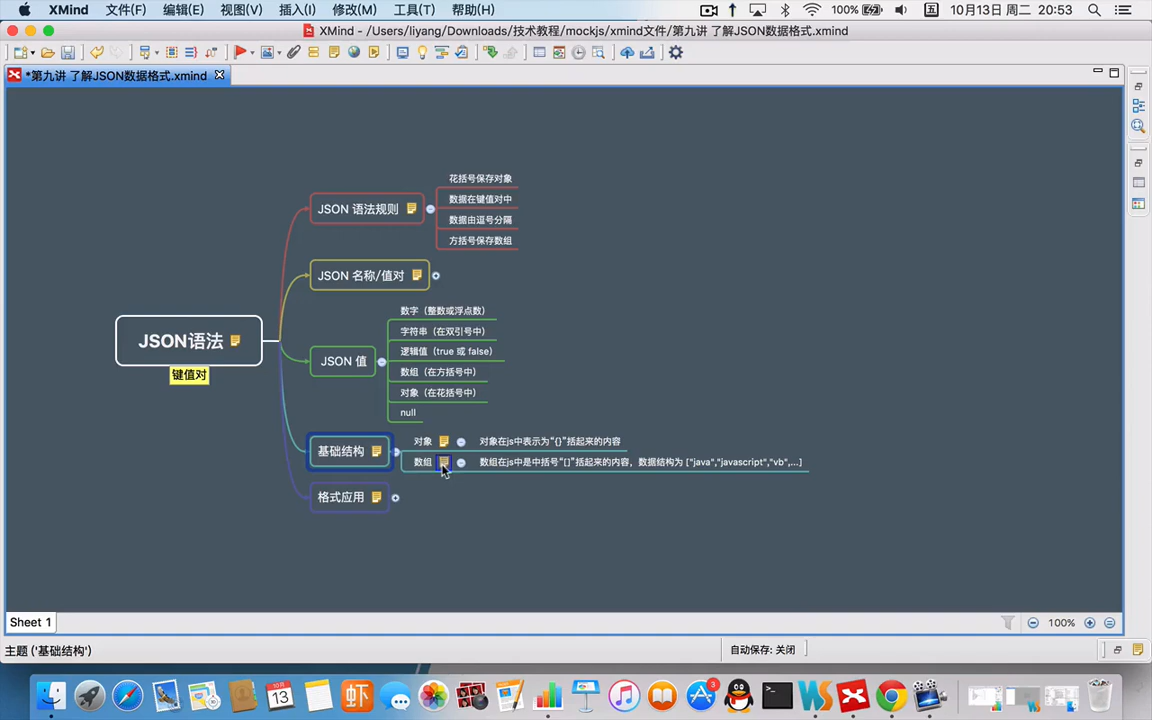 XMind 文件(F) 编辑(E) 视图(V) 插入(I) 修改(M) 工具(T) 帮助(H) 100% 五 10月13日 周二 20:53
XMind - /Users/liyang/Downloads/技术教程/mockjs/xmind文件/第九讲 了解JSON数据格式.xmind
*第九讲 了解JSON数据格式.xmind
花括号保存对象
JSON 语法规则
数据在键值对中
数据由逗号分隔
方括号保存数组
JSON 名称/值对
数字（整数或浮点数）
字符串（在双引号中）
JSON语法
逻辑值（true 或 false）
JSON 值
键值对
数组（在方括号中）
对象（在花括号中）
null
对象 对象在js中表示为“{}”括起来的内容
基础结构
数组 数组在js中是中括号“[]”括起来的内容，数据结构为 ["java","javascript","vb",...]
格式应用
Sheet 1
100%
主题 ('基础结构')
自动保存: 关闭
10月
13
虾
3
WS